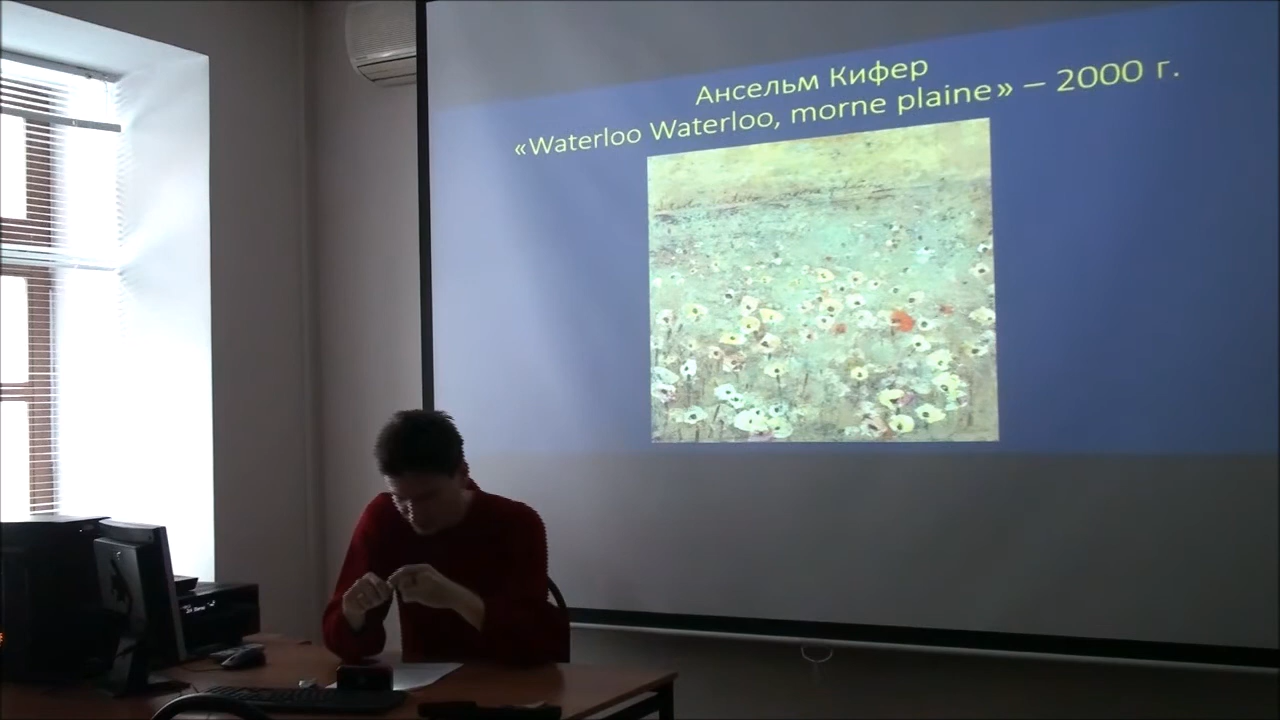 Ансельм Кифер
«Waterloo Waterloo, morne plaine» – 2000 г.